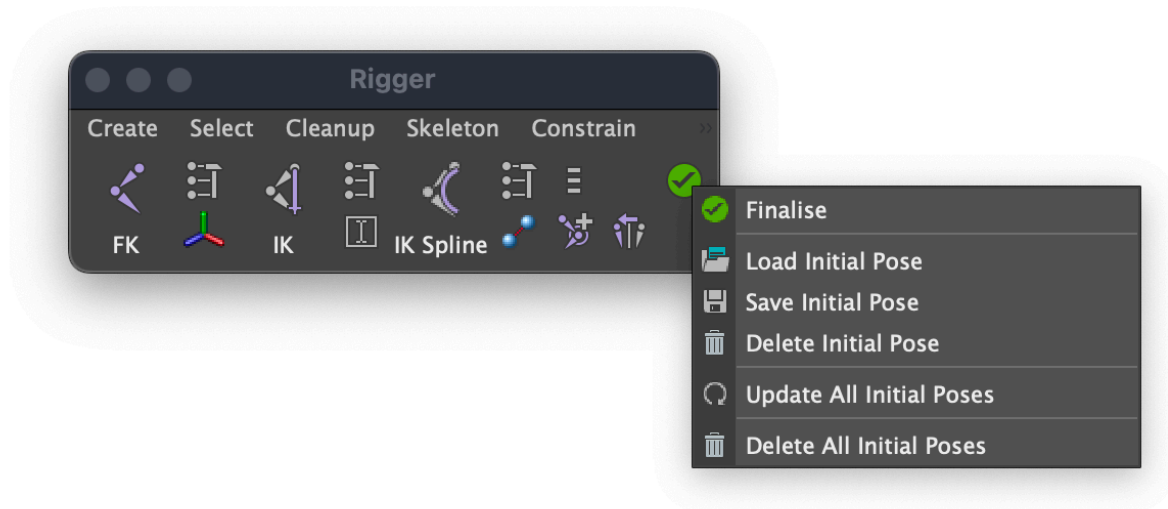 Rigger
Create Select Cleanup Skeleton Constrain »
FK IK IK Spline
Finalise
Load Initial Pose
Save Initial Pose
Delete Initial Pose
Update All Initial Poses
Delete All Initial Poses